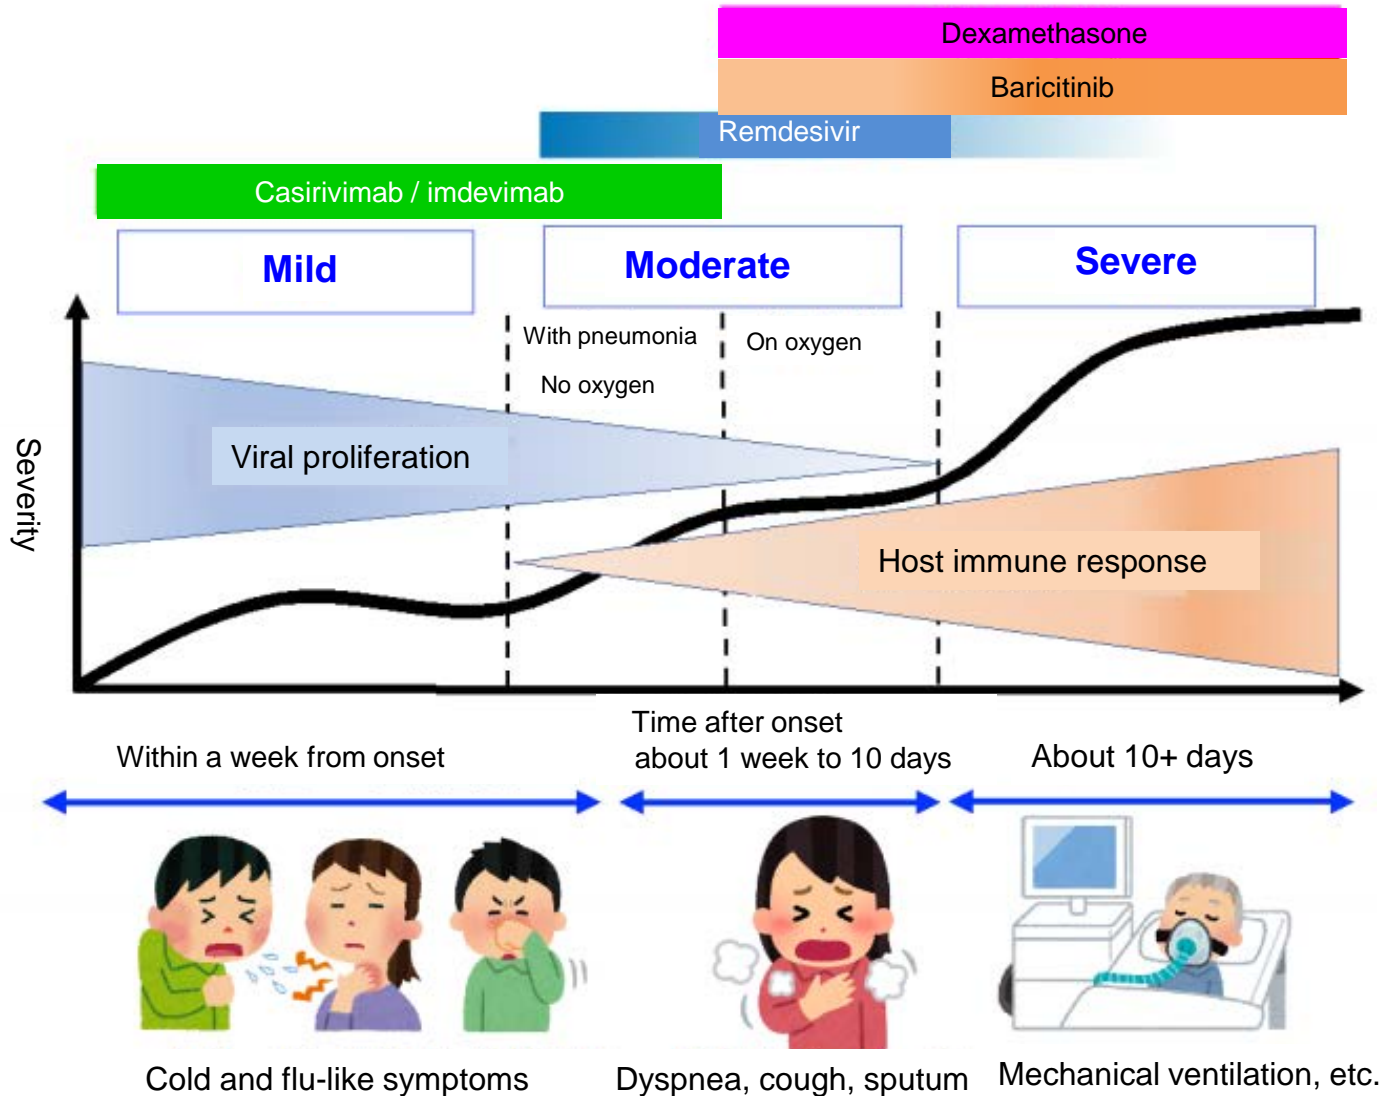 Dexamethasone
Baricitinib
Remdesivir
Casirivimab / imdevimab
Mild
Moderate
Severe
With pneumonia
No oxygen
On oxygen
Severity
Viral proliferation
Host immune response
Within a week from onset
Time after onset
about 1 week to 10 days
About 10+ days
Cold and flu-like symptoms
Dyspnea, cough, sputum
Mechanical ventilation, etc.